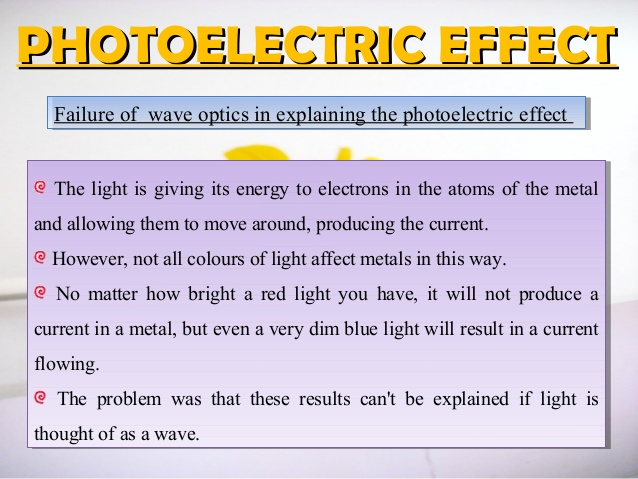 PHOTOELECTRIC EFFECT
Failure of wave optics in explaining the photoelectric effect
The light is giving its energy to electrons in the atoms of the metal
and allowing them to move around, producing the current.
However, not all colours of light affect metals in this way.
No matter how bright a red light you have, it will not produce a
current in a metal, but even a very dim blue light will result in a current
flowing.
The problem was that these results can't be explained if light is
thought of as a wave.